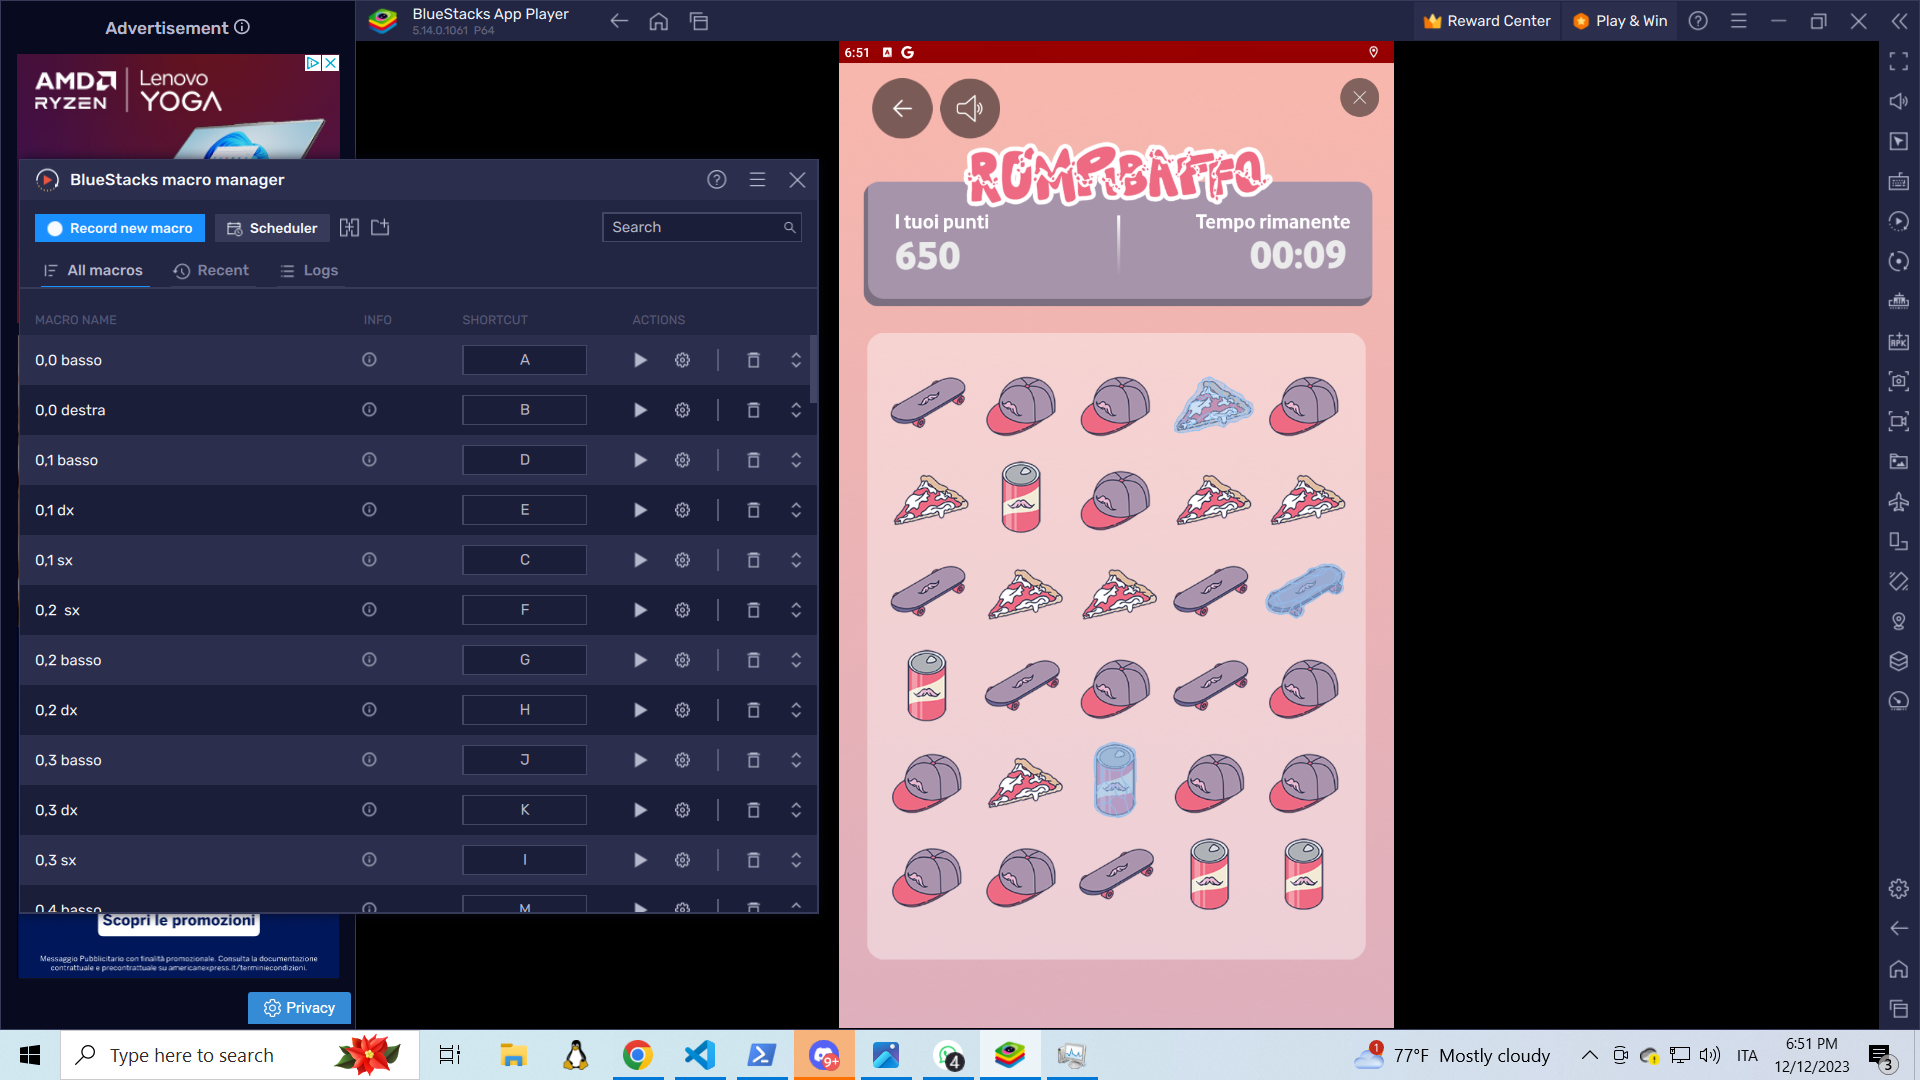 Advertisement
BlueStacks App Player
5.14.0.1061 P64
Reward Center
Play & Win
AMD
RYZEN
Lenovo
YOGA
6:51
BlueStacks macro manager
Record new macro
Scheduler
Search
All macros
Recent
Logs
MACRO NAME INFO SHORTCUT ACTIONS
0,0 basso A
0,0 destra B
0,1 basso D
0,1 dx E
0,1 sx C
0,2 sx F
0,2 basso G
0,2 dx H
0,3 basso J
0,3 dx K
0,3 sx I
0,4 basso M
ROMPIBAFFO
I tuoi punti
650
Tempo rimanente
00:09
Scopri le promozioni
Messaggio Pubblicitario con finalità promozionale. Consulta la documentazione
contrattuale e precontrattuale su americanexpress.it/terminiecondizioni.
Privacy
RTM
APK
Type here to search
9+
4
1
77°F Mostly cloudy
ITA
6:51 PM
12/12/2023
3